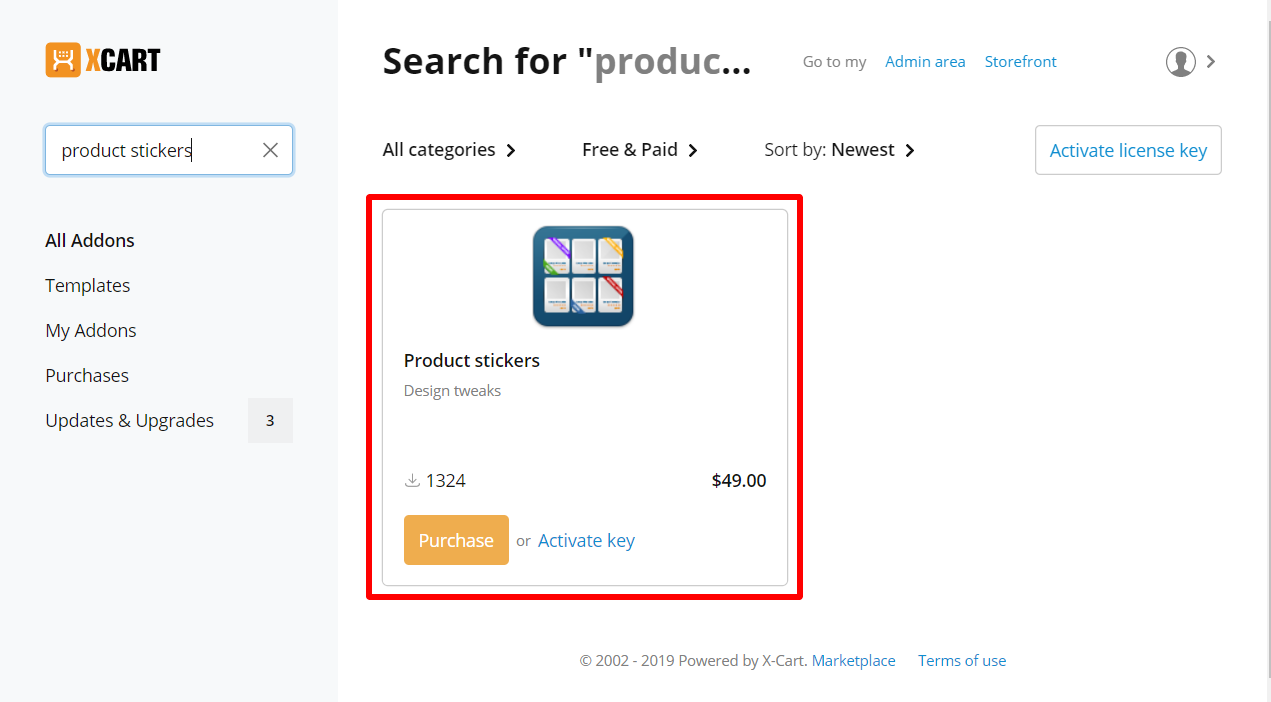 XCART
Search for "produc...
Go to my Admin area Storefront
product stickers
All categories
Free & Paid
Sort by: Newest
Activate license key
All Addons
Templates
My Addons
Purchases
Updates & Upgrades 3
Product stickers
Design tweaks
1324
$49.00
Purchase or Activate key
© 2002 - 2019 Powered by X-Cart. Marketplace Terms of use